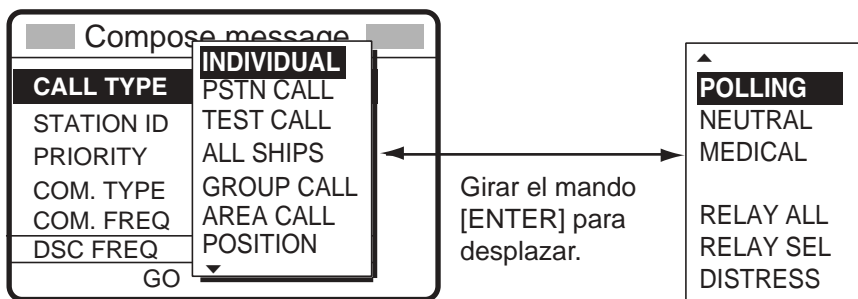 Compose message
CALL TYPE
STATION ID
PRIORITY
COM. TYPE
COM. FREQ
DSC FREQ
GO
INDIVIDUAL
PSTN CALL
TEST CALL
ALL SHIPS
GROUP CALL
AREA CALL
POSITION
Girar el mando
[ENTER] para
desplazar.
POLLING
NEUTRAL
MEDICAL
RELAY ALL
RELAY SEL
DISTRESS